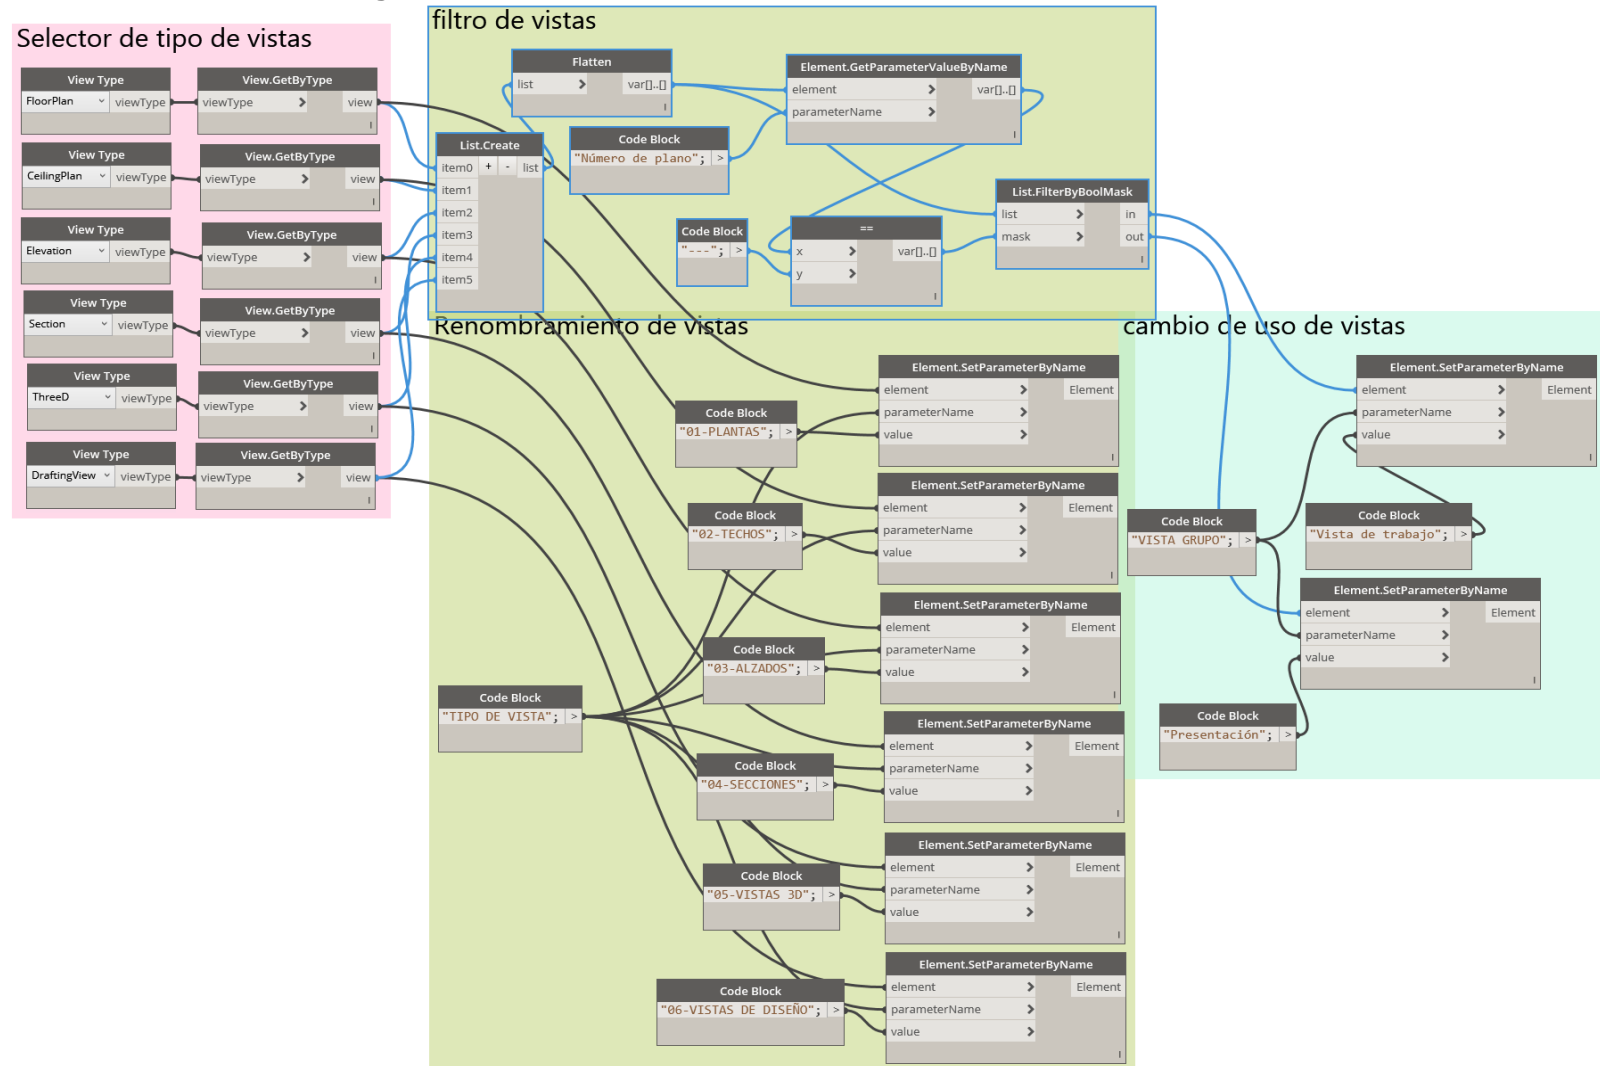 Selector de tipo de vistas
View Type
FloorPlan
viewType
View.GetByType
viewType > view
View Type
CeilingPlan
viewType
View.GetByType
viewType > view
View Type
Elevation
viewType
View.GetByType
viewType > view
View Type
Section
viewType
View.GetByType
viewType > view
View Type
ThreeD
viewType
View.GetByType
viewType > view
View Type
DraftingView
viewType
View.GetByType
viewType > view
filtro de vistas
Flatten
list > var[]..[]
List.Create
item0 + - list
item1
item2
item3
item4
item5
Code Block
"Número de plano"; >
Element.GetParameterValueByName
element > var[]..[]
parameterName >
Code Block
"---"; >
==
x > var[]..[]
y >
List.FilterByBoolMask
list > in
mask > out
Renombramiento de vistas
Code Block
"TIPO DE VISTA"; >
Code Block
"01-PLANTAS"; >
Element.SetParameterByName
element > Element
parameterName >
value >
Code Block
"02-TECHOS"; >
Element.SetParameterByName
element > Element
parameterName >
value >
Code Block
"03-ALZADOS"; >
Element.SetParameterByName
element > Element
parameterName >
value >
Code Block
"04-SECCIONES"; >
Element.SetParameterByName
element > Element
parameterName >
value >
Code Block
"05-VISTAS 3D"; >
Element.SetParameterByName
element > Element
parameterName >
value >
Code Block
"06-VISTAS DE DISEÑO"; >
Element.SetParameterByName
element > Element
parameterName >
value >
cambio de uso de vistas
Element.SetParameterByName
element > Element
parameterName >
value >
Code Block
"VISTA GRUPO"; >
Code Block
"Vista de trabajo"; >
Element.SetParameterByName
element > Element
parameterName >
value >
Code Block
"Presentación"; >